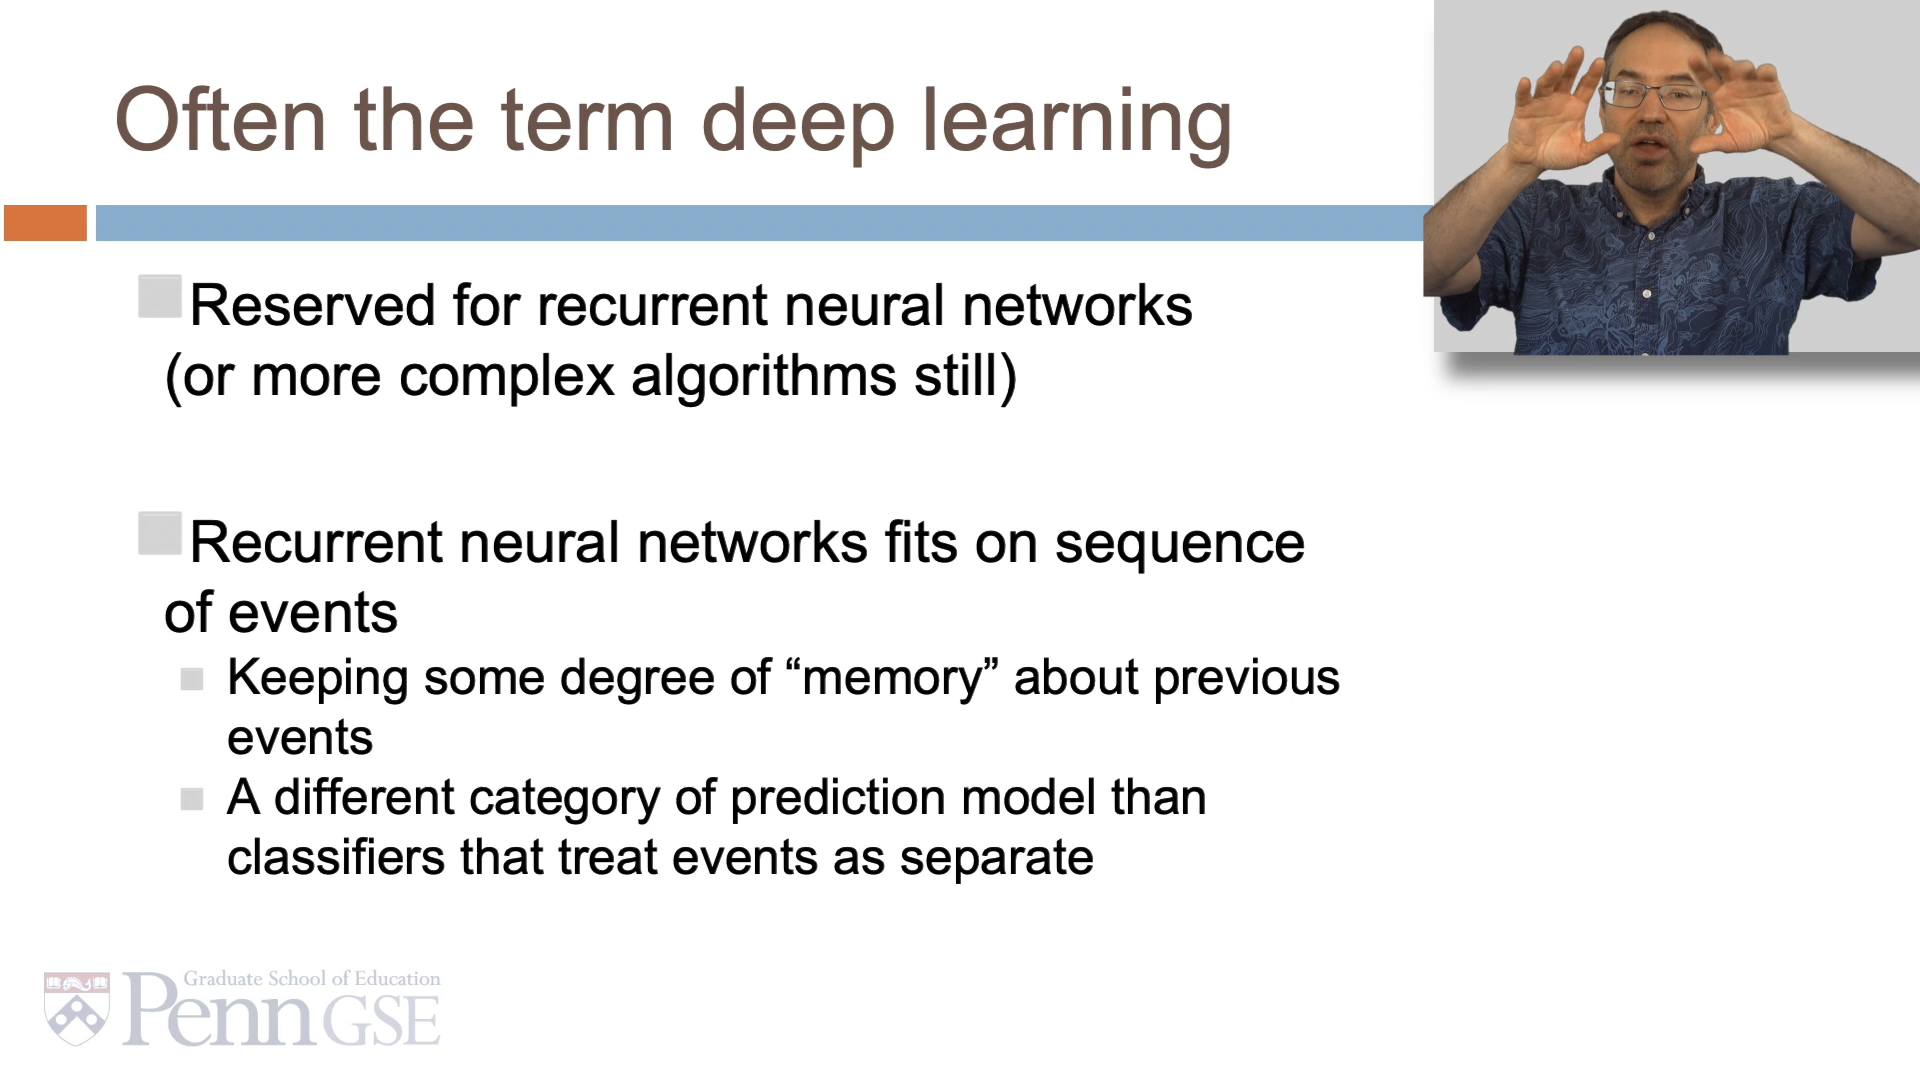 Often the term deep learning
Reserved for recurrent neural networks
(or more complex algorithms still)
Recurrent neural networks fits on sequence
of events
Keeping some degree of “memory” about previous
events
A different category of prediction model than
classifiers that treat events as separate
Graduate School of Education
Penn GSE